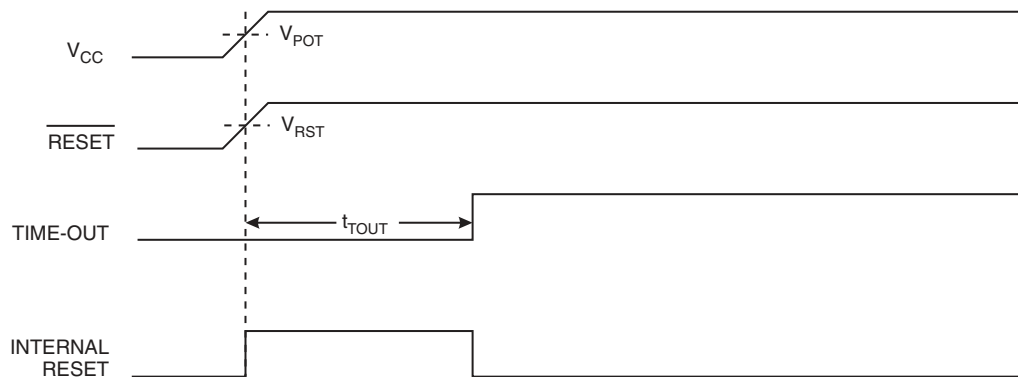 V_CC
V_POT
RESET
V_RST
TIME-OUT
t_TOUT
INTERNAL
RESET